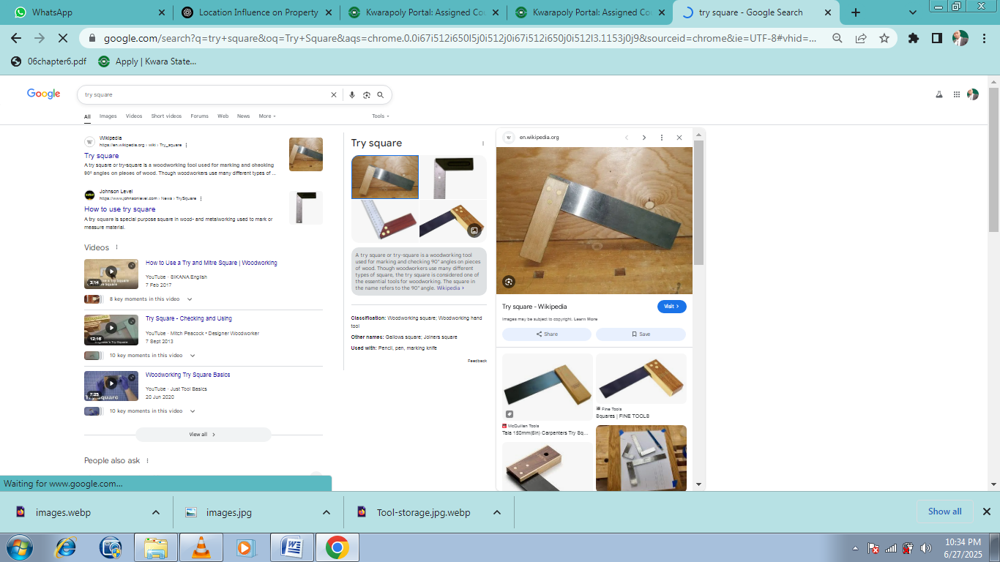 WhatsApp
Location Influence on Property
Kwarapoly Portal: Assigned Co
Kwarapoly Portal: Assigned Co
try square - Google Search
google.com/search?q=try+square&oq=Try+Square&aqs=chrome.0.0i67i512i650l5j0i512j0i67i512i650j0i512l3.1153j0j9&sourceid=chrome&ie=UTF-8#vhid=...
06chapter6.pdf
Apply | Kwara State...
Google
try square
All
Images
Videos
Short videos
Forums
Web
News
More
Tools
Wikipedia
https://en.wikipedia.org › wiki › Try_square
Try square
A try square or try-square is a woodworking tool used for marking and checking
90° angles on pieces of wood. Though woodworkers use many different types of ...
Johnson Level
https://www.johnsonlevel.com › News › TrySquare
How to use try square
A try square is special purpose square in wood- and metalworking used to mark or
measure material.
Videos
2:14
How to Use a Try and Mitre Square | Woodworking
YouTube · SIKANA English
7 Feb 2017
8 key moments in this video
12:16
Try Square - Checking and Using
YouTube · Mitch Peacock • Designer Woodworker
7 Sept 2013
10 key moments in this video
7:25
Woodworking Try Square Basics
YouTube · Just Tool Basics
20 Jun 2020
10 key moments in this video
View all
People also ask
Try square
A try square or try-square is a woodworking tool
used for marking and checking 90° angles on pieces
of wood. Though woodworkers use many different
types of square, the try square is considered one of
the essential tools for woodworking. The square in
the name refers to the 90° angle. Wikipedia ›
Classification: Woodworking square; Woodworking hand
tool
Other names: Gallows square; Joiners square
Used with: Pencil, pen, marking knife
Feedback
en.wikipedia.org
Try square - Wikipedia
Visit
Images may be subject to copyright. Learn More
Share
Save
McQuillan Tools
Tala 150mm(6in) Carpenters Try Sq...
Fine Tools
Squares | FINE TOOLS
Waiting for www.google.com...
images.webp
images.jpg
Tool-storage.jpg.webp
Show all
10:34 PM
6/27/2025